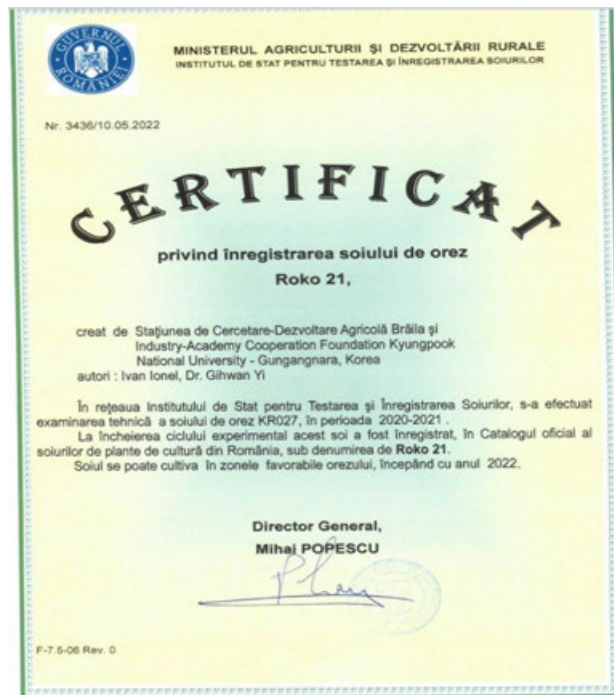 GUVERNUL ROMÂNIEI
MINISTERUL AGRICULTURII ŞI DEZVOLTĂRII RURALE
INSTITUTUL DE STAT PENTRU TESTAREA ŞI ÎNREGISTRAREA SOIURILOR
Nr. 3436/10.05.2022
CERTIFICAT
privind înregistrarea soiului de orez
Roko 21,
creat de Staţiunea de Cercetare-Dezvoltare Agricolă Brăila şi
Industry-Academy Cooperation Foundation Kyungpook
National University - Gungangnara, Korea
autori : Ivan Ionel, Dr. Gihwan Yi
În reţeaua Institutului de Stat pentru Testarea şi Înregistrarea Soiurilor, s-a efectuat
examinarea tehnică a soiului de orez KR027, în perioada 2020-2021 .
La încheierea ciclului experimental acest soi a fost înregistrat, în Catalogul oficial al
soiurilor de plante de cultură din România, sub denumirea de Roko 21.
Soiul se poate cultiva în zonele favorabile orezului, începând cu anul 2022.
Director General,
Mihai POPESCU
F-7.5-06 Rev. 0